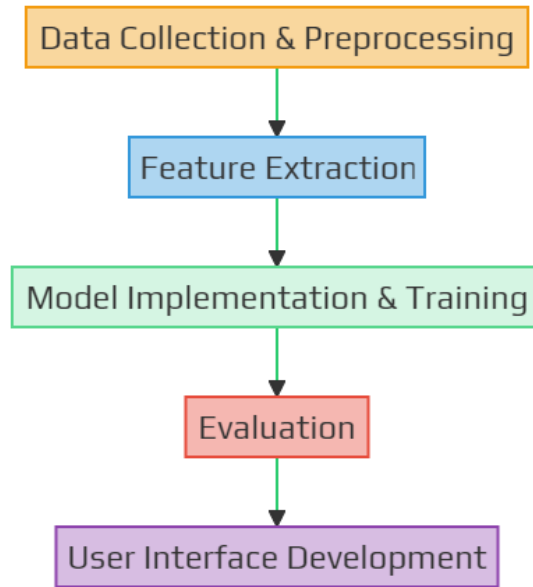 Data Collection & Preprocessing
Feature Extraction
Model Implementation & Training
Evaluation
User Interface Development